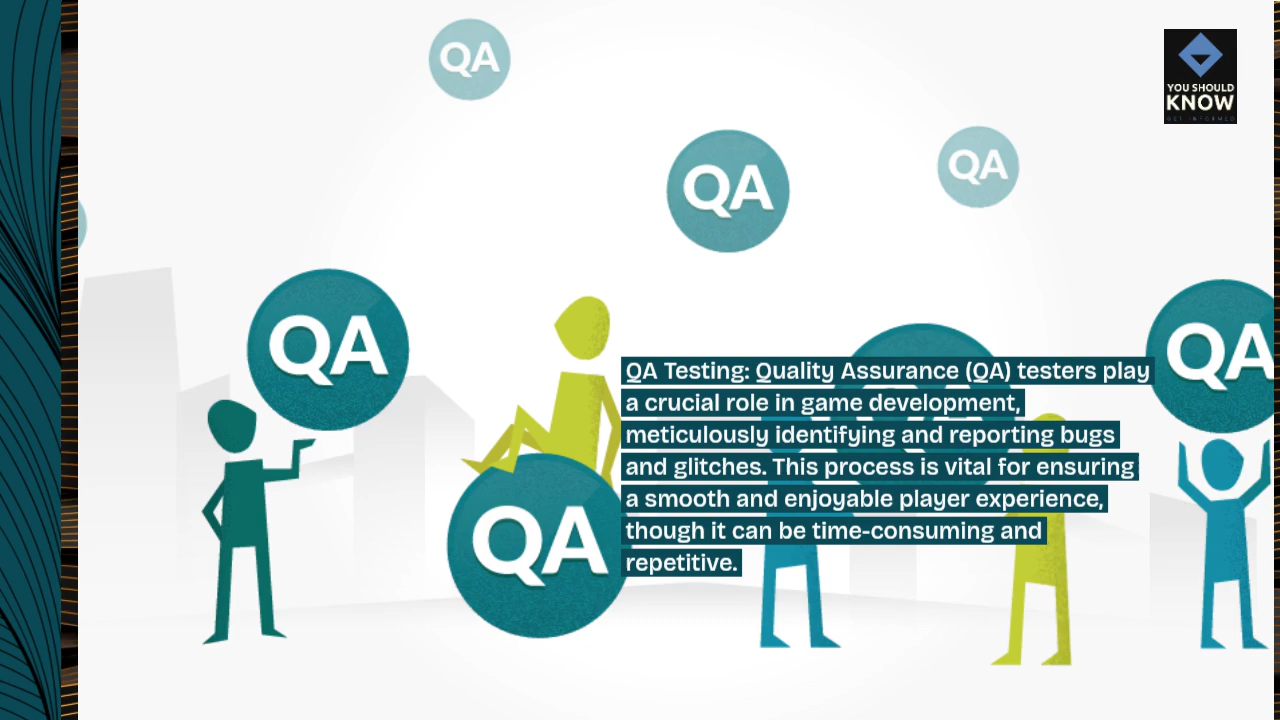 QA
YOU SHOULD
KNOW
GET INFORMED
QA
QA
QA
QA
QA Testing: Quality Assurance (QA) testers play
a crucial role in game development,
meticulously identifying and reporting bugs
and glitches. This process is vital for ensuring
a smooth and enjoyable player experience,
though it can be time-consuming and
repetitive.
QA